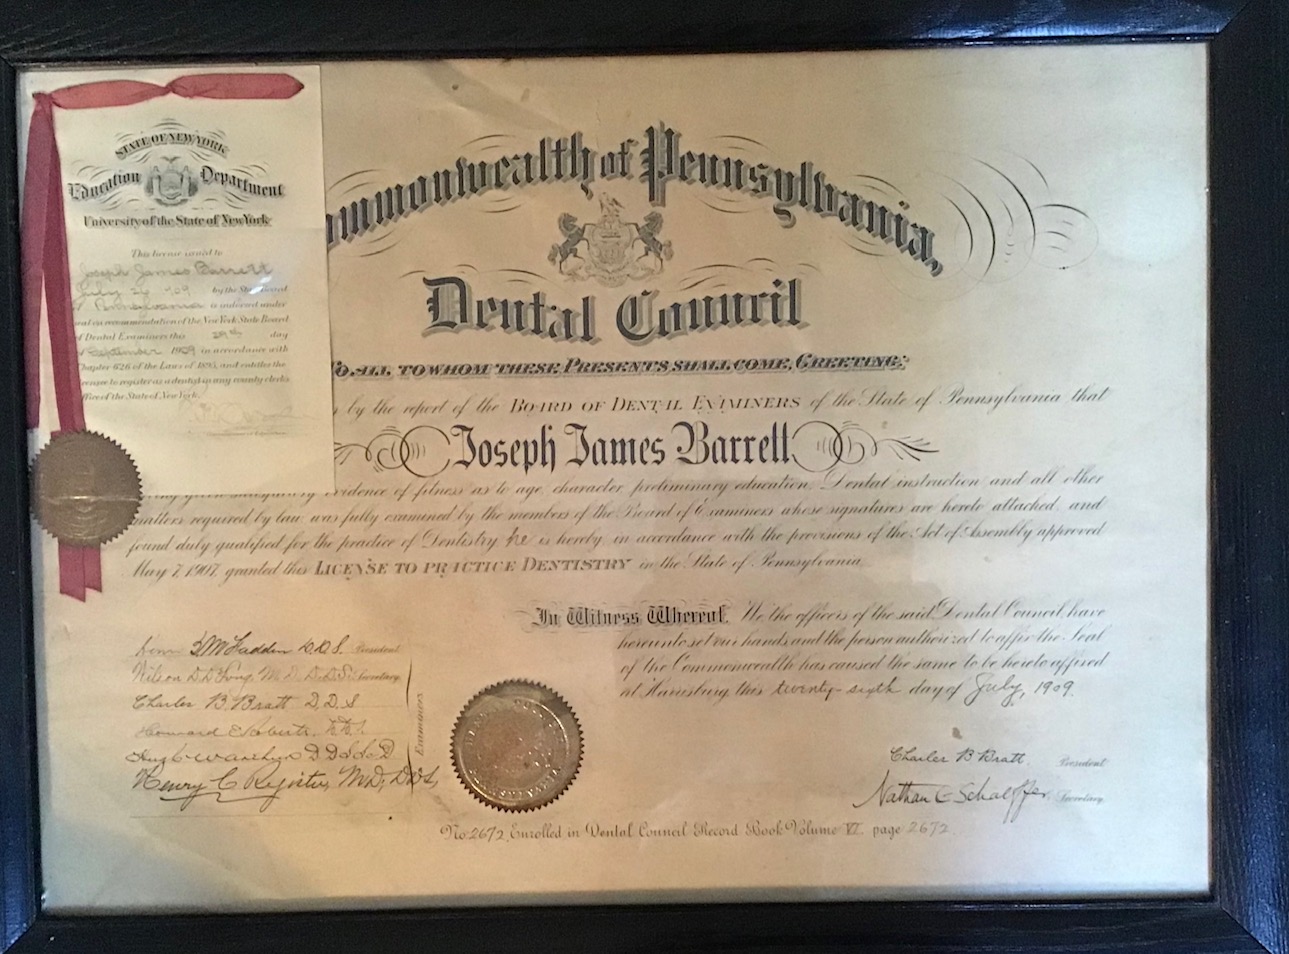 STATE OF NEW YORK
Education Department
University of the State of New York
This license issued to
Joseph James Barrett
July 26 1909 by the State Board
of Pennsylvania is indorsed under
seal on recommendation of the New York State Board
of Dental Examiners this 29th day
of September 1909 in accordance with
Chapter 626 of the Laws of 1895, and entitles the
licensee to register as a dentist in any county clerk's
office of the State of New York.
ommonwealth of Pennsylvania,
Dental Council
To all to whom these Presents shall come, Greeting:
by the report of the Board of Dental Examiners of the State of Pennsylvania that
Joseph James Barrett
evidence of fitness as to age, character, preliminary education, Dental instruction and all other
matters required by law was fully examined by the members of the Board of Examiners whose signatures are hereto attached, and
found duly qualified for the practice of Dentistry, he is hereby, in accordance with the provisions of the Act of Assembly approved
May 7, 1907, granted this License to practice Dentistry in the State of Pennsylvania.
In Witness Whereof, We the officers of the said Dental Council have
hereunto set our hands and the person authorized to affix the Seal
of the Commonwealth has caused the same to be hereto affixed
at Harrisburg this twenty-sixth day of July, 1909.
D.D.S. President
Wilson M.D. D.D.S. Secretary
Charles B. Bratt D.D.S
Howard E. Roberts, D.D.S.
D.D.S.
Henry C. Register, M.D., D.D.S.
Examiners
Dental Council
Pennsylvania
Charles B Bratt President
Nathan C Schaeffer Secretary
No. 2672, Enrolled in Dental Council Record Book Volume VI page 2672